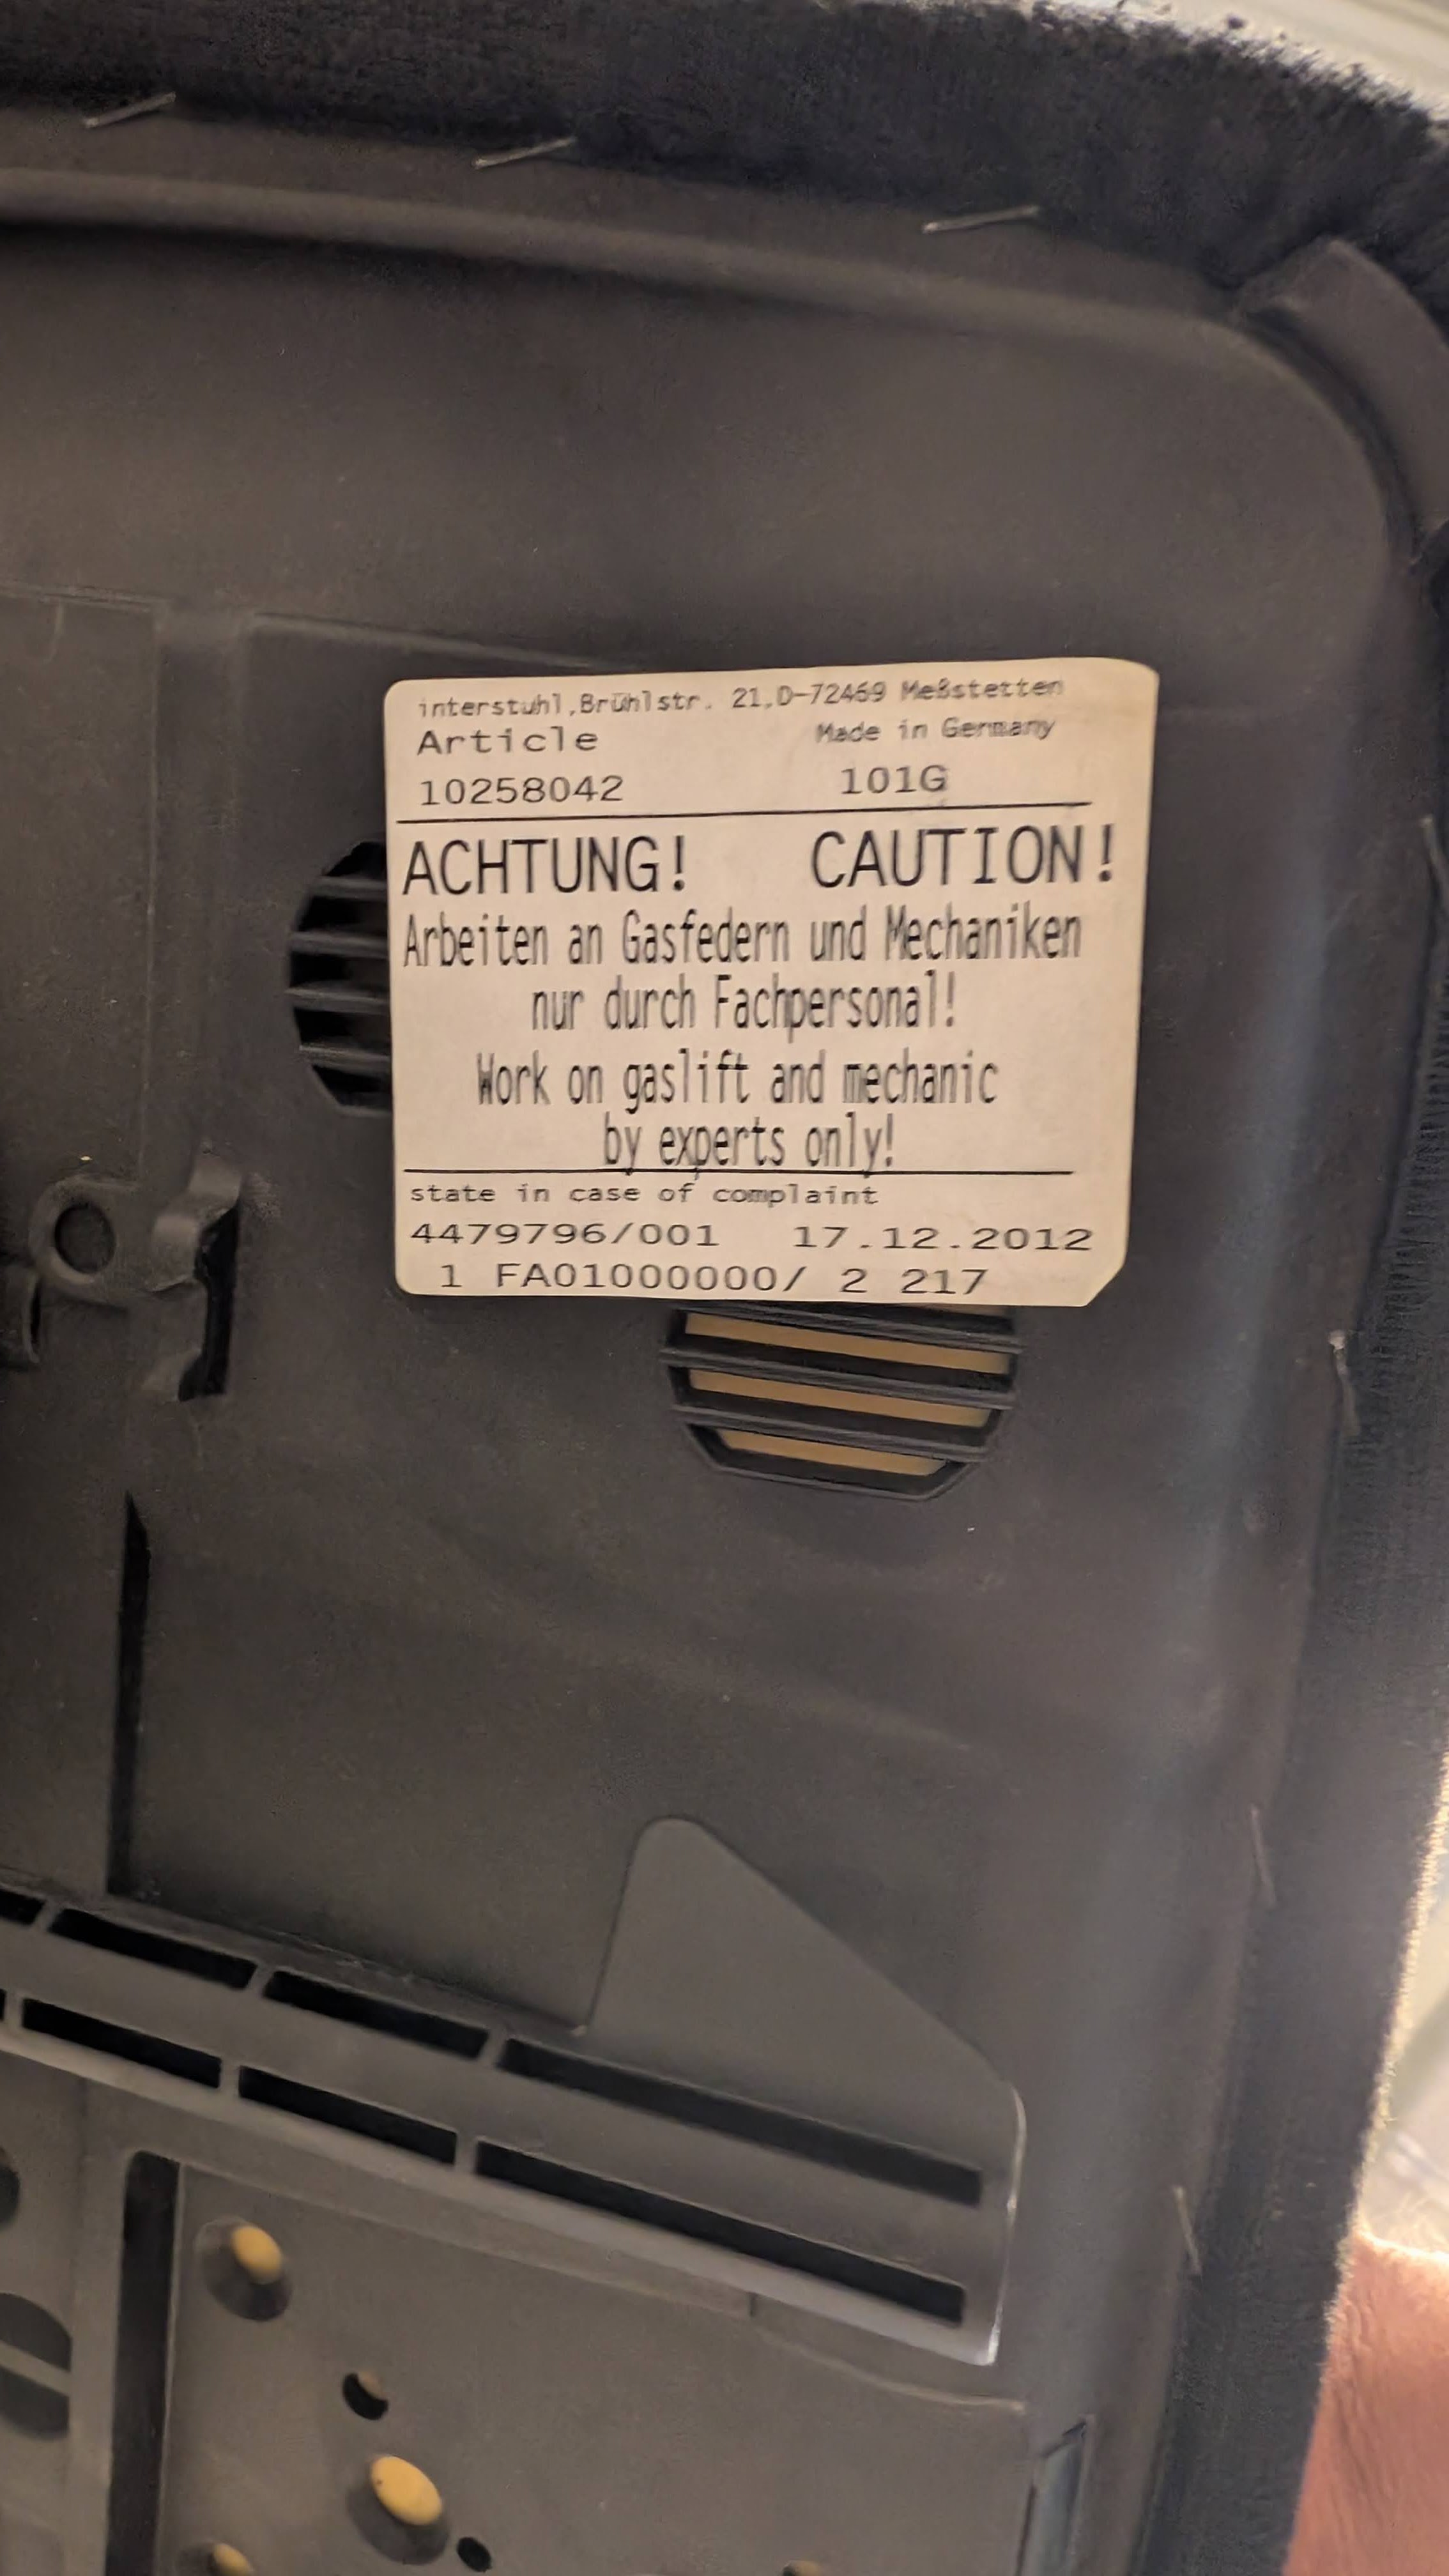 interstuhl,Brühlstr. 21,D-72469 Meßstetten
Article Made in Germany
10258042 101G
ACHTUNG! CAUTION!
Arbeiten an Gasfedern und Mechaniken
nur durch Fachpersonal!
Work on gaslift and mechanic
by experts only!
state in case of complaint
4479796/001 17.12.2012
1 FA01000000/ 2 217